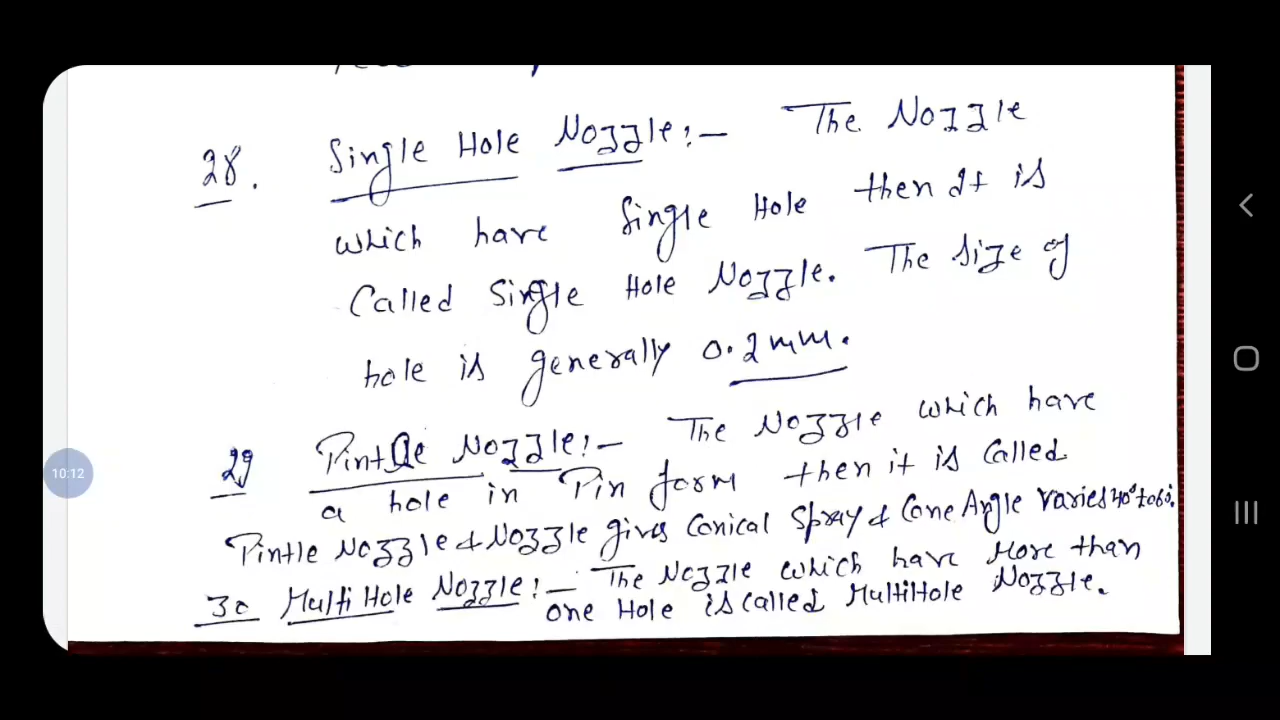 28. Single Hole Nozzle:- The Nozzle
which have Single Hole then It is
Called Single Hole Nozzle. The Size of
hole is generally 0.2mm.
29 Pintle Nozzle:- The Nozzle which have
a hole in Pin form then it is Called
Pintle Nozzle & Nozzle gives Conical Spray & Cone Angle varies 40° to 60°.
30 Multi Hole Nozzle:- The Nozzle which have More than
one Hole is called MultiHole Nozzle.
10:12